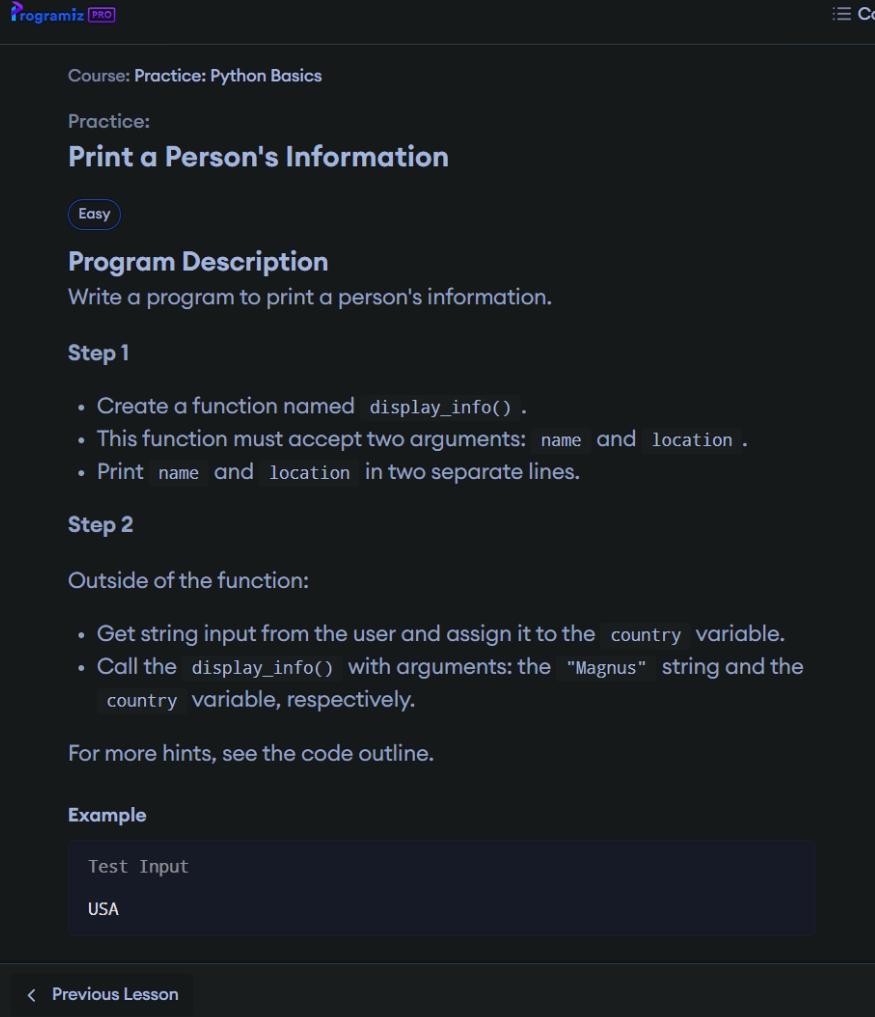 Programiz PRO
Course: Practice: Python Basics
Practice:
Print a Person's Information
Easy
Program Description
Write a program to print a person's information.
Step 1
• Create a function named display_info() .
• This function must accept two arguments: name and location .
• Print name and location in two separate lines.
Step 2
Outside of the function:
• Get string input from the user and assign it to the country variable.
• Call the display_info() with arguments: the "Magnus" string and the
country variable, respectively.
For more hints, see the code outline.
Example
Test Input
USA
Previous Lesson